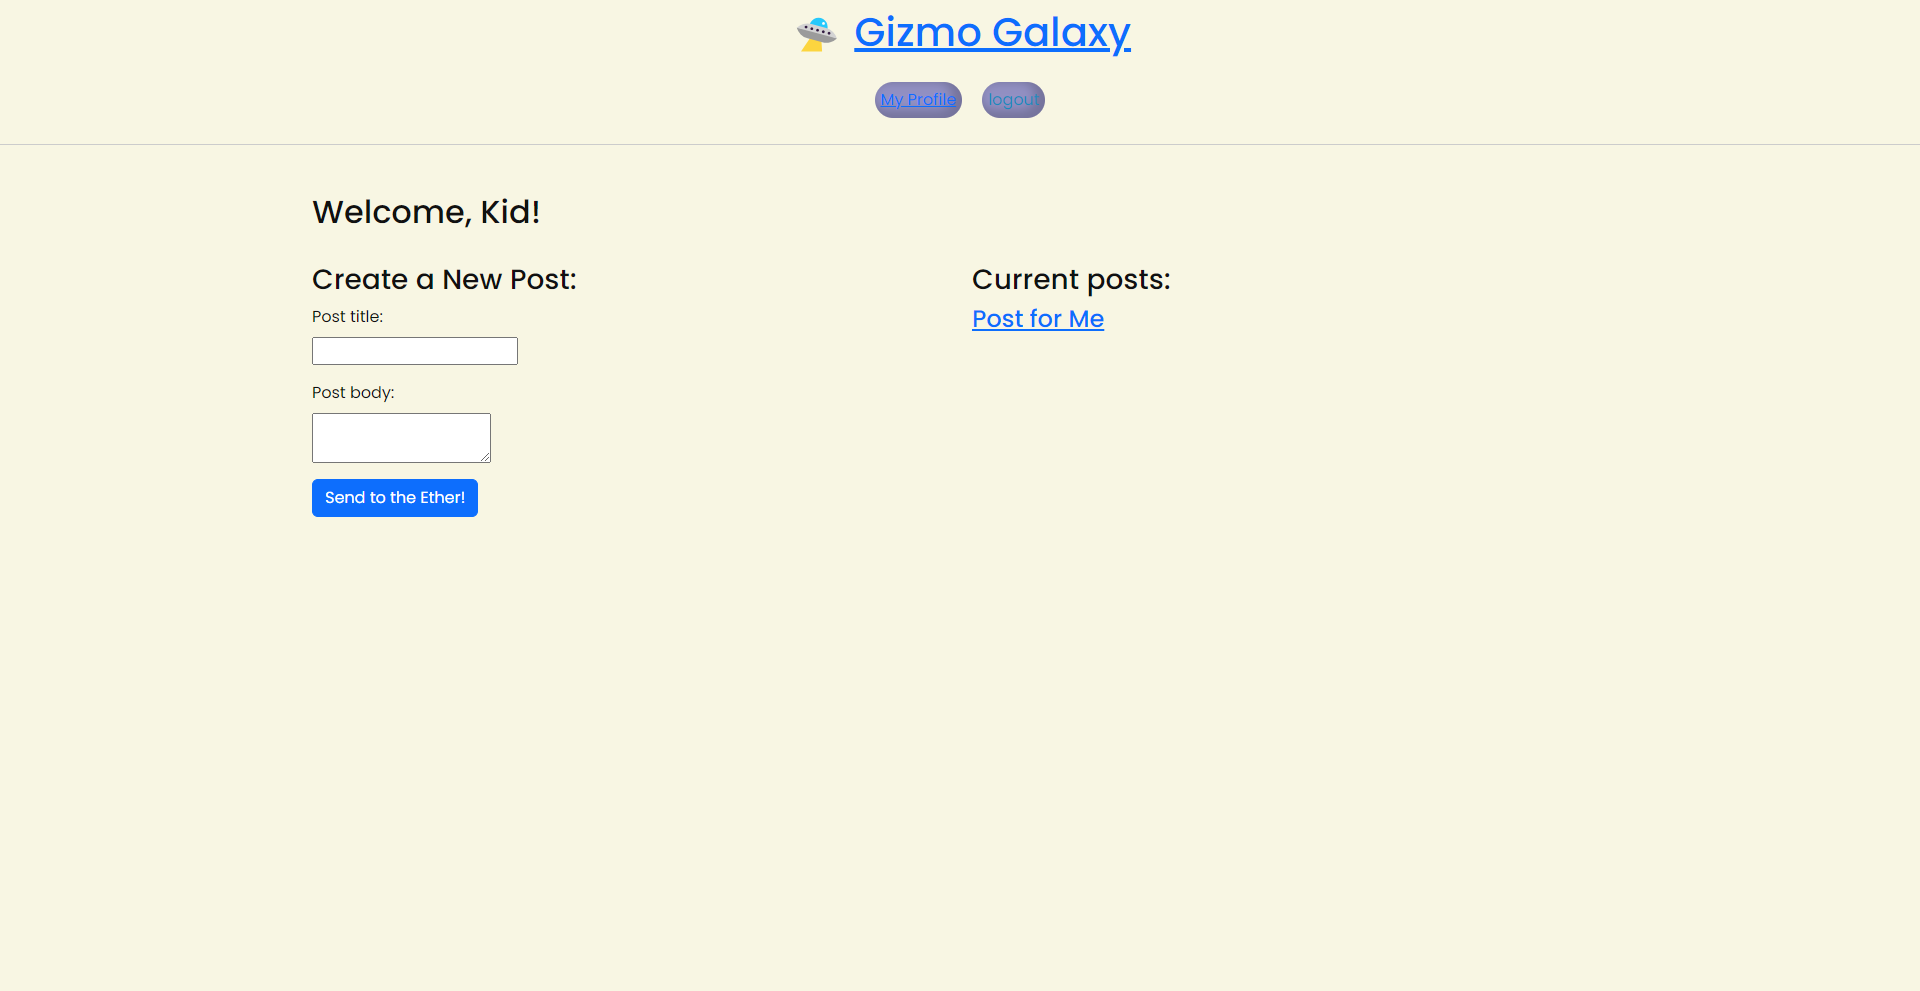 Gizmo Galaxy
My Profile logout
Welcome, Kid!
Create a New Post:
Post title:
Post body:
Send to the Ether!
Current posts:
Post for Me